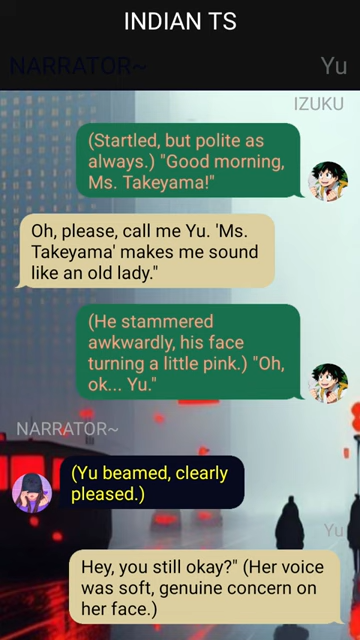 INDIAN TS
NARRATOR~
Yu
IZUKU
(Startled, but polite as
always.) "Good morning,
Ms. Takeyama!"
Oh, please, call me Yu. 'Ms.
Takeyama' makes me sound
like an old lady."
(He stammered
awkwardly, his face
turning a little pink.) "Oh,
ok... Yu."
NARRATOR~
(Yu beamed, clearly
pleased.)
Yu
Hey, you still okay?" (Her voice
was soft, genuine concern on
her face.)